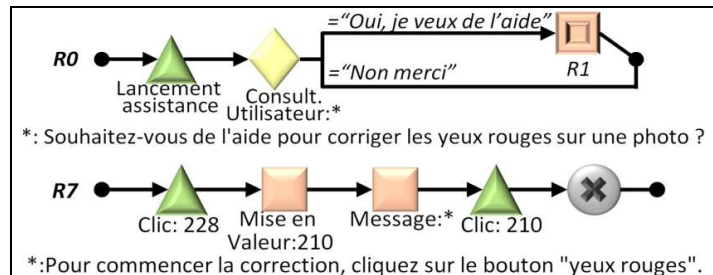 ="Oui, je veux de l'aide"
R0
="Non merci"
R1
Lancement
assistance
Consult.
Utilisateur:*
*: Souhaitez-vous de l'aide pour corriger les yeux rouges sur une photo ?
R7
Clic: 228
Mise en
Valeur:210
Message:*
Clic: 210
*:Pour commencer la correction, cliquez sur le bouton "yeux rouges".